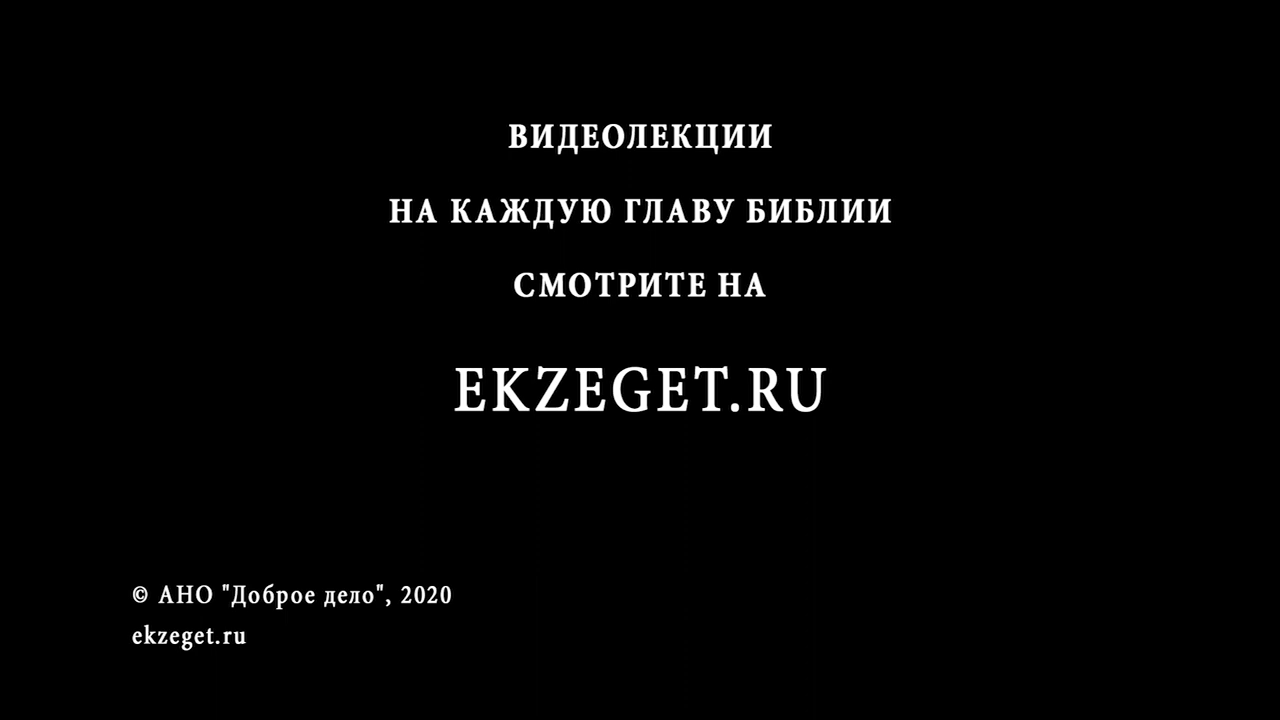 ВИДЕОЛЕКЦИИ
НА КАЖДУЮ ГЛАВУ БИБЛИИ
СМОТРИТЕ НА
EKZEGET.RU
© АНО "Доброе дело", 2020
ekzeget.ru